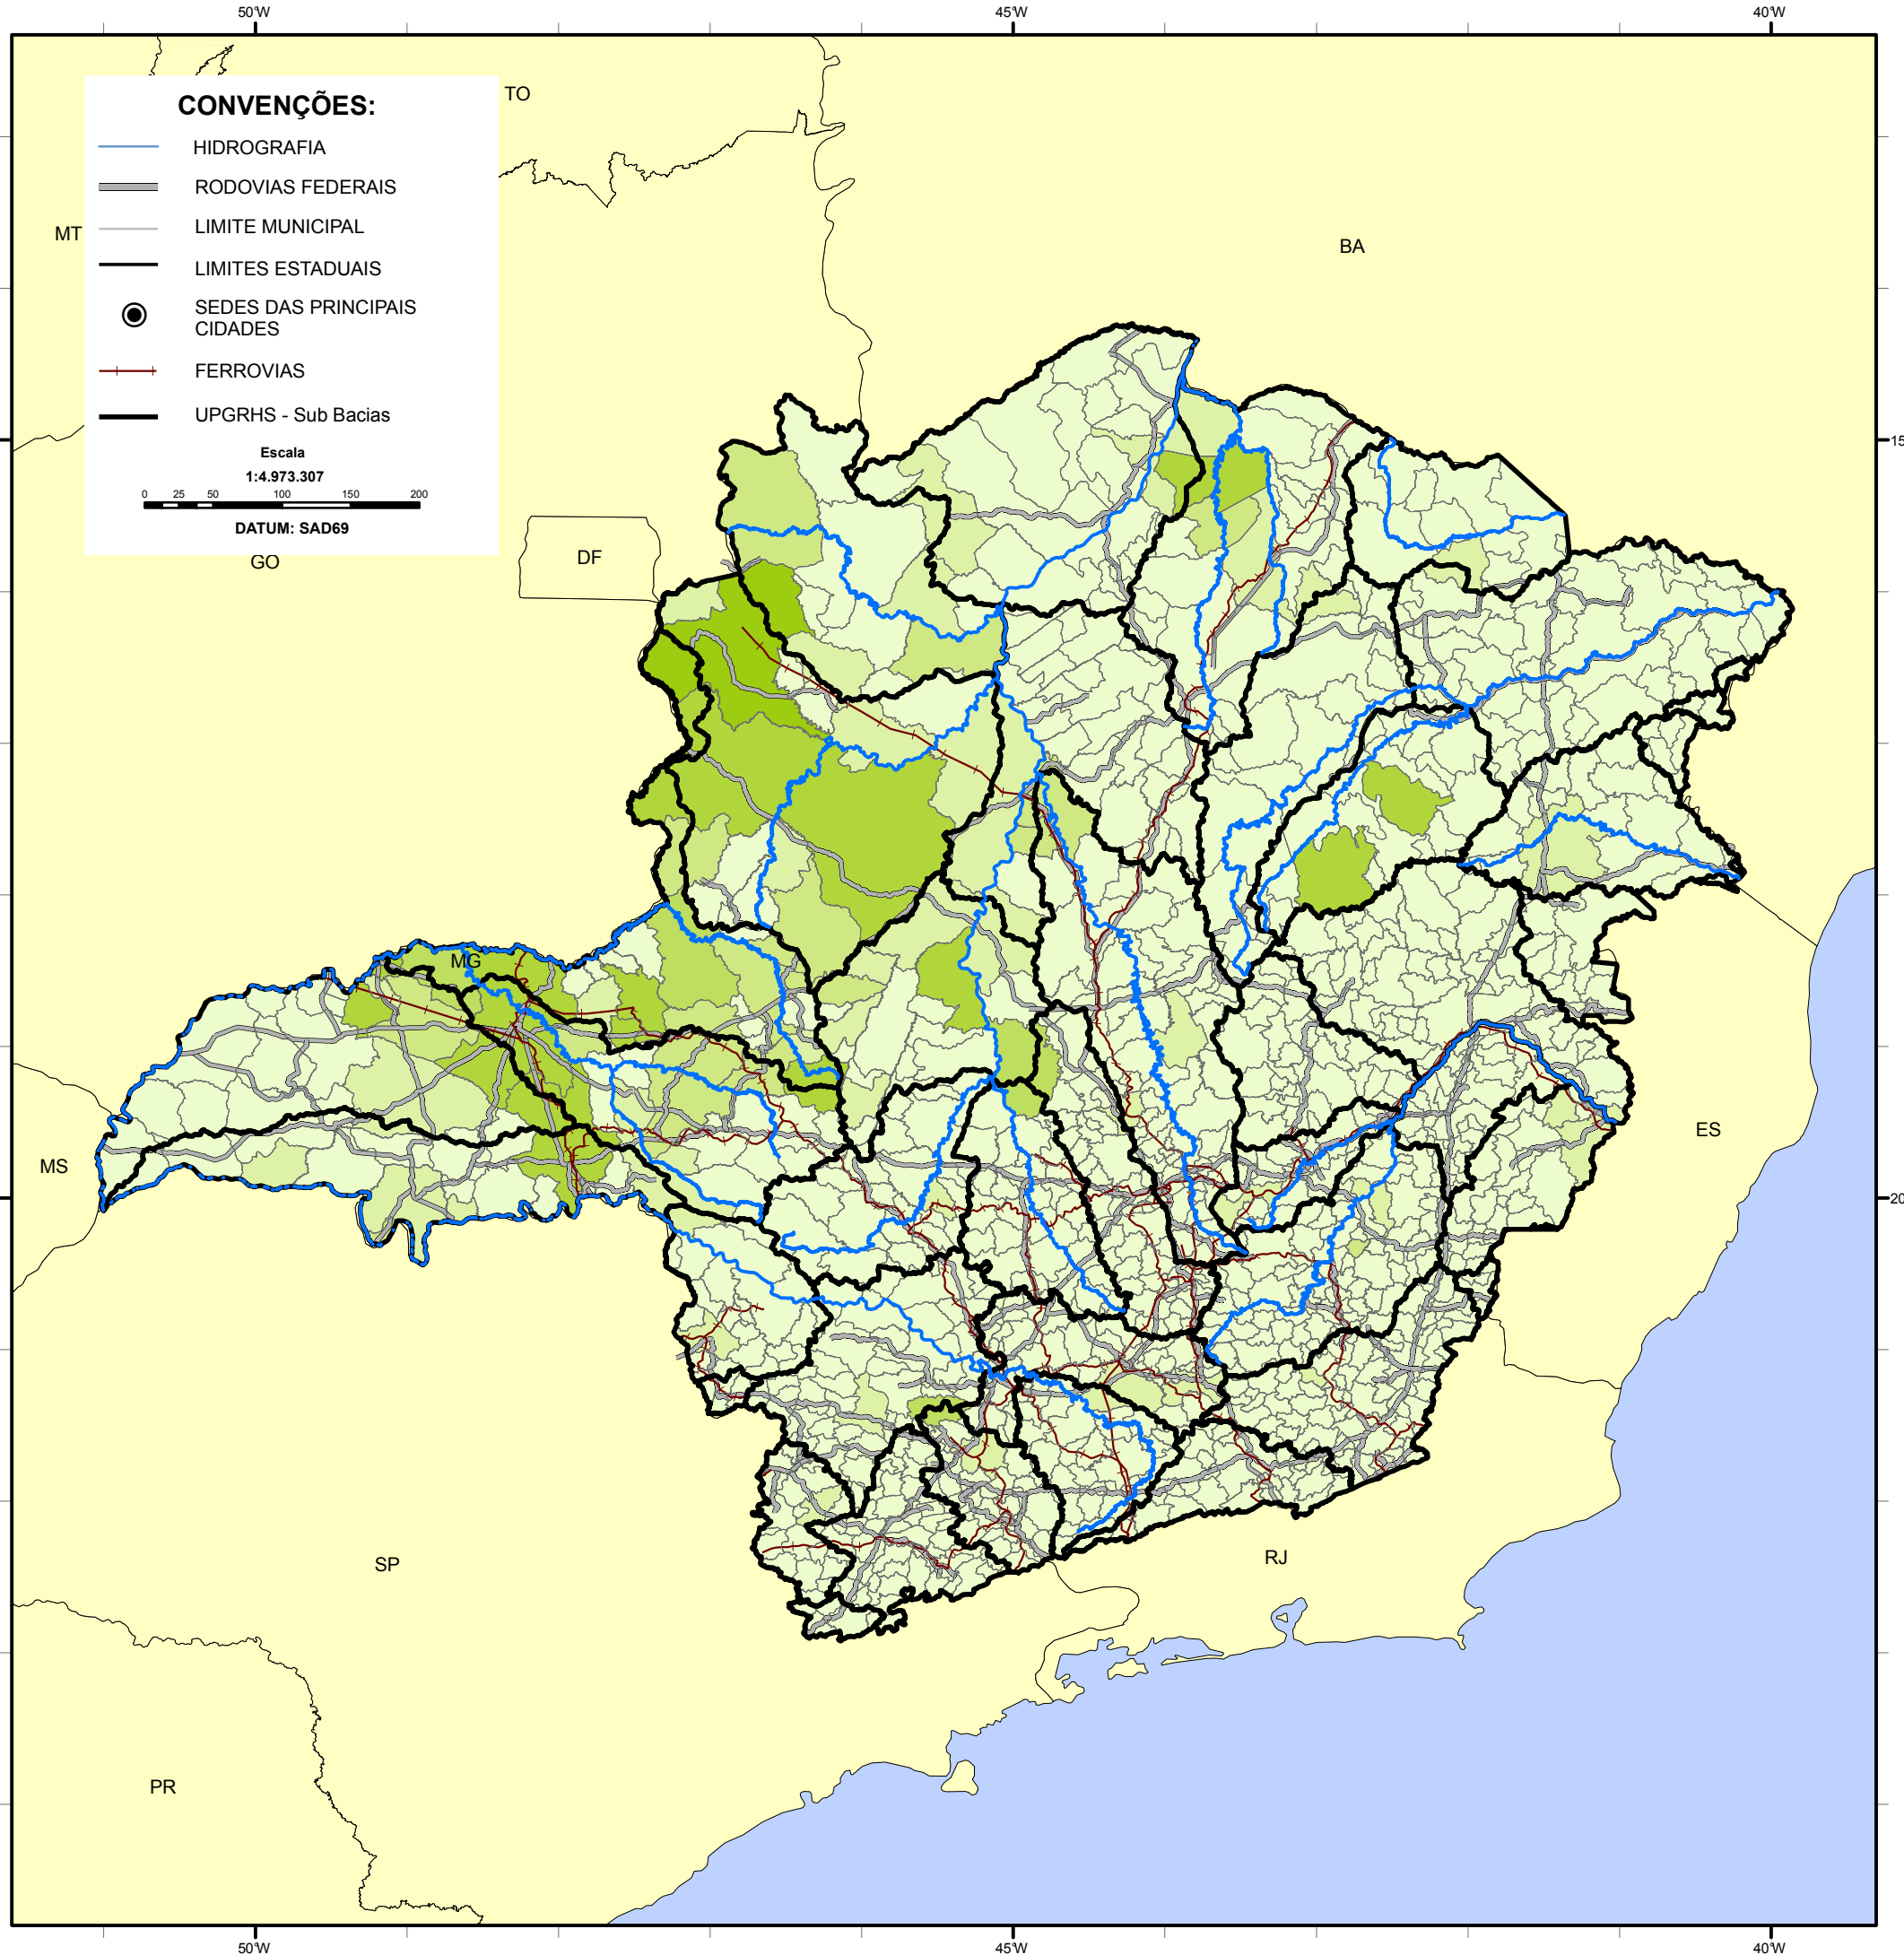 50°W 45°W 40°W
TO
CONVENÇÕES:
HIDROGRAFIA
RODOVIAS FEDERAIS
LIMITE MUNICIPAL
MT
BA
LIMITES ESTADUAIS
SEDES DAS PRINCIPAIS
CIDADES
FERROVIAS
UPGRHS - Sub Bacias
Escala
1:4.973.307
0 25 50 100 150 200
DATUM: SAD69
15
GO
DF
MG
ES
MS
20
SP
RJ
PR
50°W 45°W 40°W